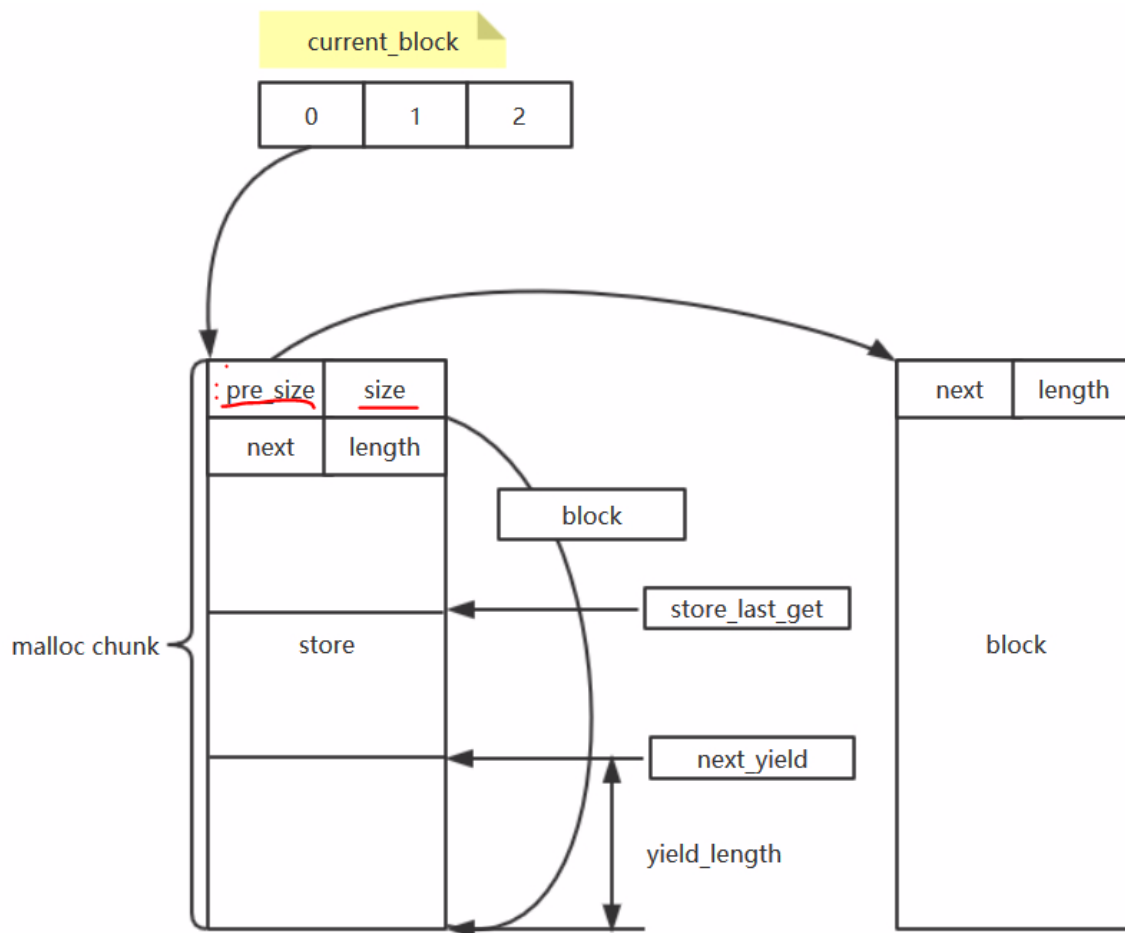 current_block
0 1 2
pre_size size
next length
next length
block
store_last_get
malloc chunk
store
block
next_yield
yield_length